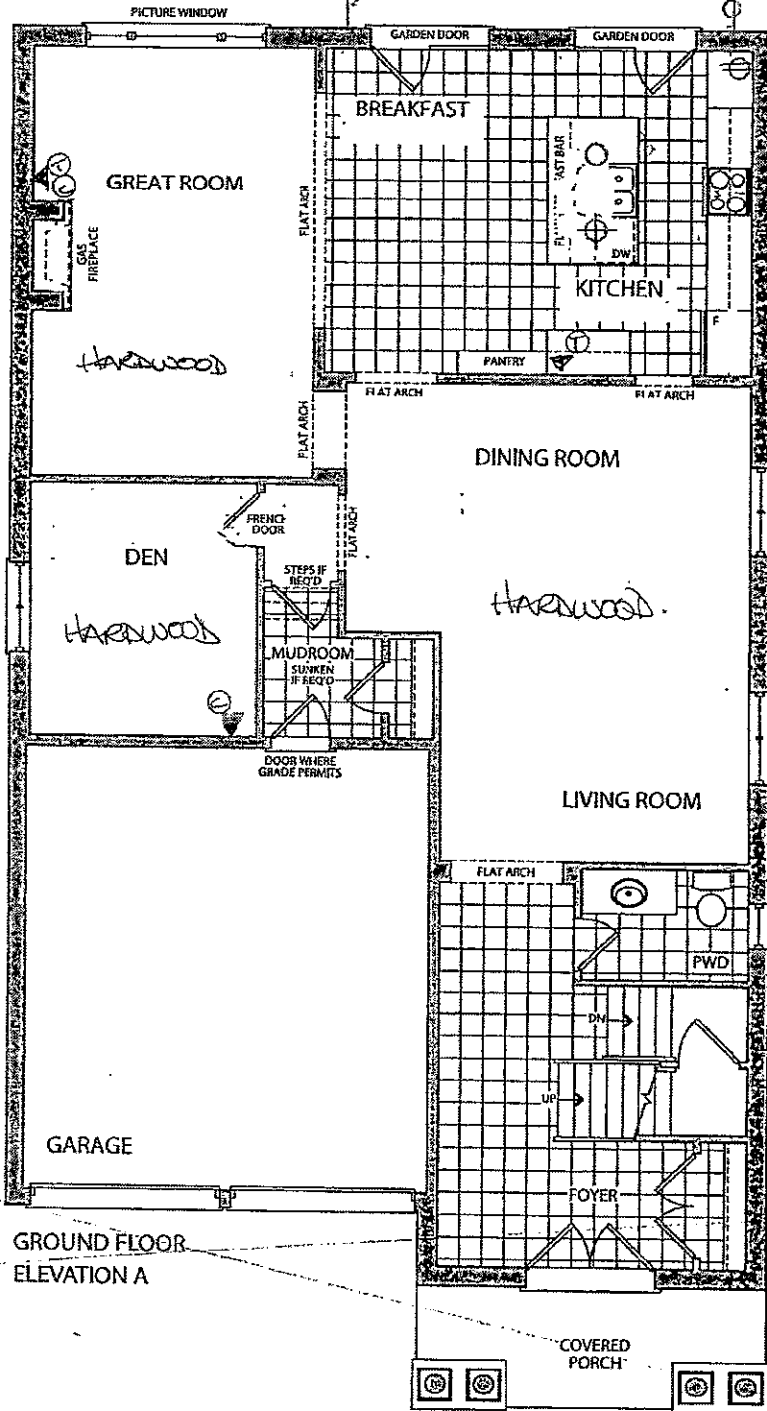 PICTURE WINDOW
GARDEN DOOR
GARDEN DOOR
BREAKFAST
GREAT ROOM
FLAT ARCH
AST BAR
GAS
FIREPLACE
DW
KITCHEN
F
HARDWOOD
PANTRY
T
FLAT ARCH
FLAT ARCH
FLAT ARCH
DINING ROOM
FRENCH
DOOR
FLAT ARCH
DEN
STEPS IF
REQ'D
HARDWOOD.
HARDWOOD
MUDROOM
SUNKEN
IF REQ'D
C
DOOR WHERE
GRADE PERMITS
LIVING ROOM
FLAT ARCH
PWD
DN
UP
GARAGE
FOYER
GROUND FLOOR
ELEVATION A
COVERED
PORCH